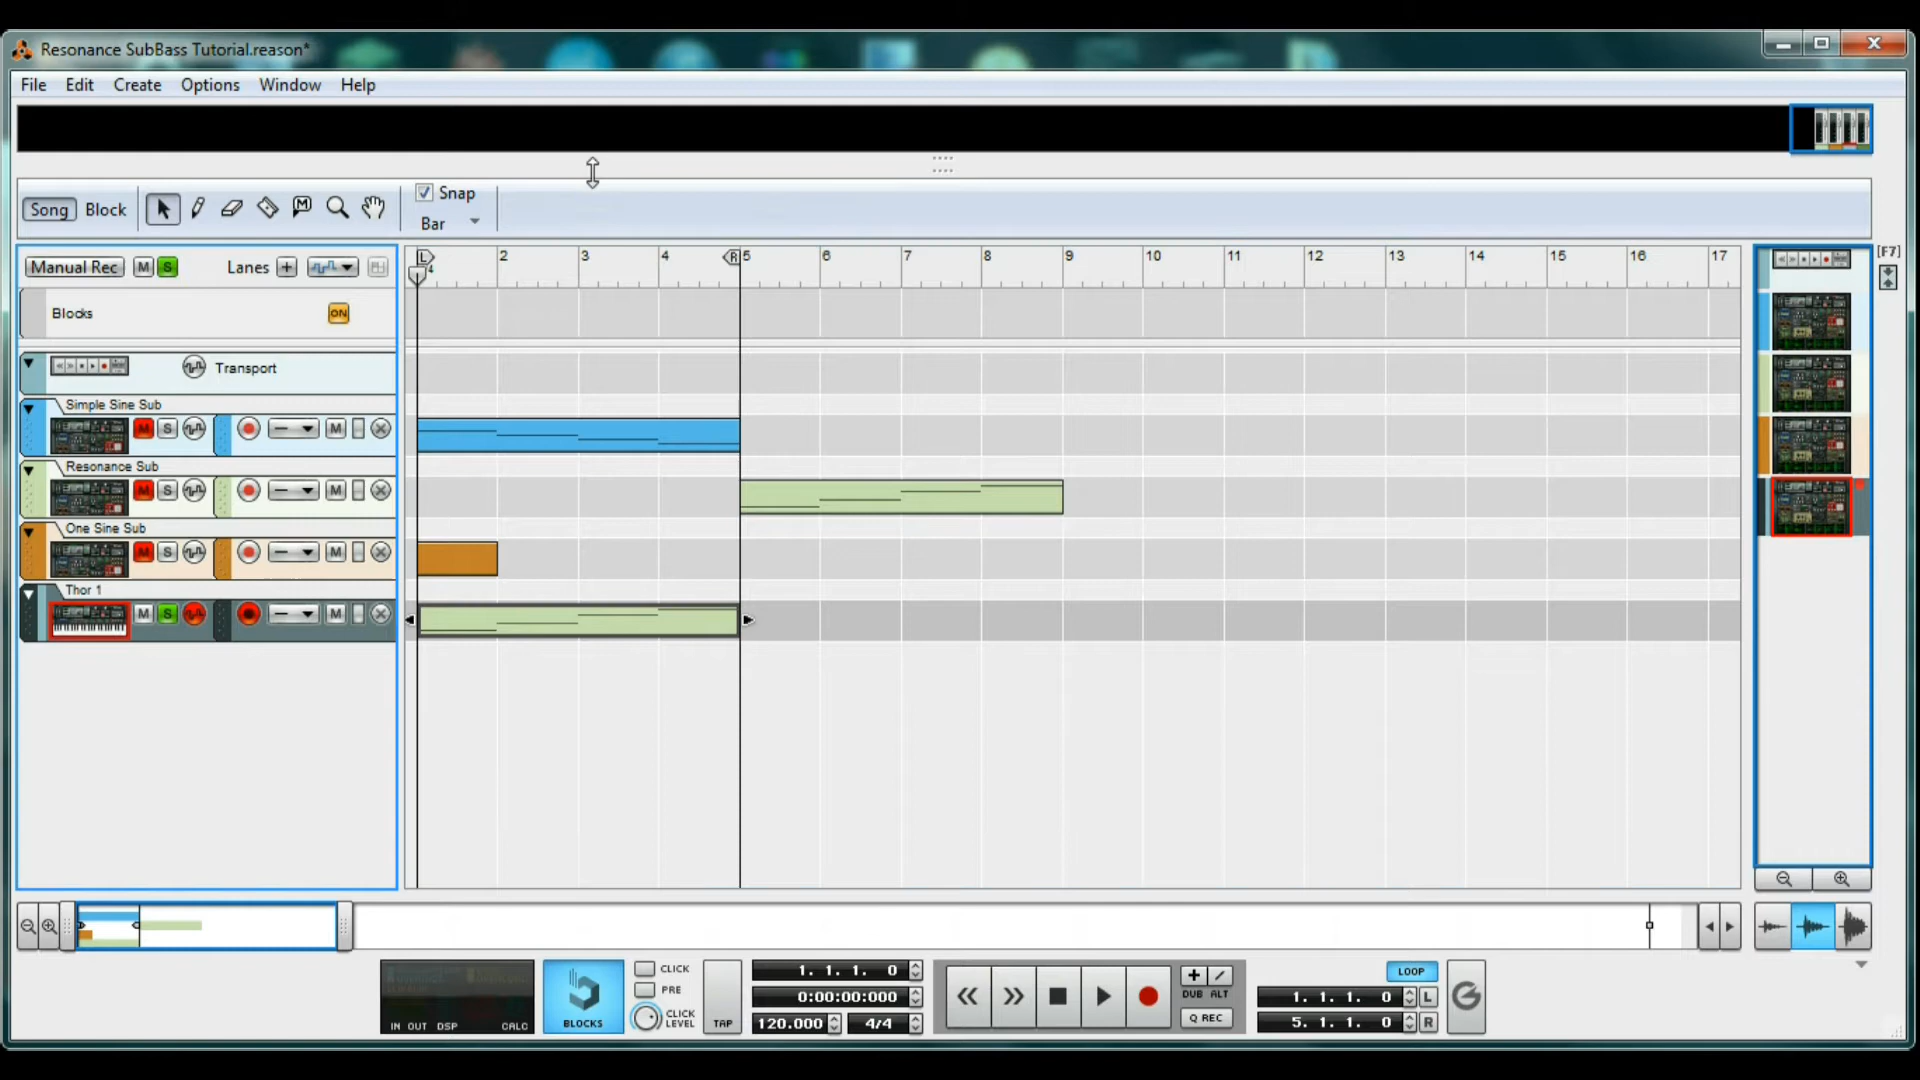 Resonance SubBass Tutorial.reason*
File Edit Create Options Window Help
Song Block M Snap
Bar
Manual Rec M S Lanes +
L 4 2 3 4 R 5 6 7 8 9 10 11 12 13 14 15 16 17
[F7]
Blocks ON
Transport
Simple Sine Sub
M S M
Resonance Sub
M S M
One Sine Sub
M S M
Thor 1
M S M
IN OUT DSP CALC
BLOCKS
CLICK
PRE
CLICK LEVEL
TAP
1. 1. 1. 0
0:00:00:000
120.000 4/4
DUB ALT
Q REC
LOOP
1. 1. 1. 0 L
5. 1. 1. 0 R